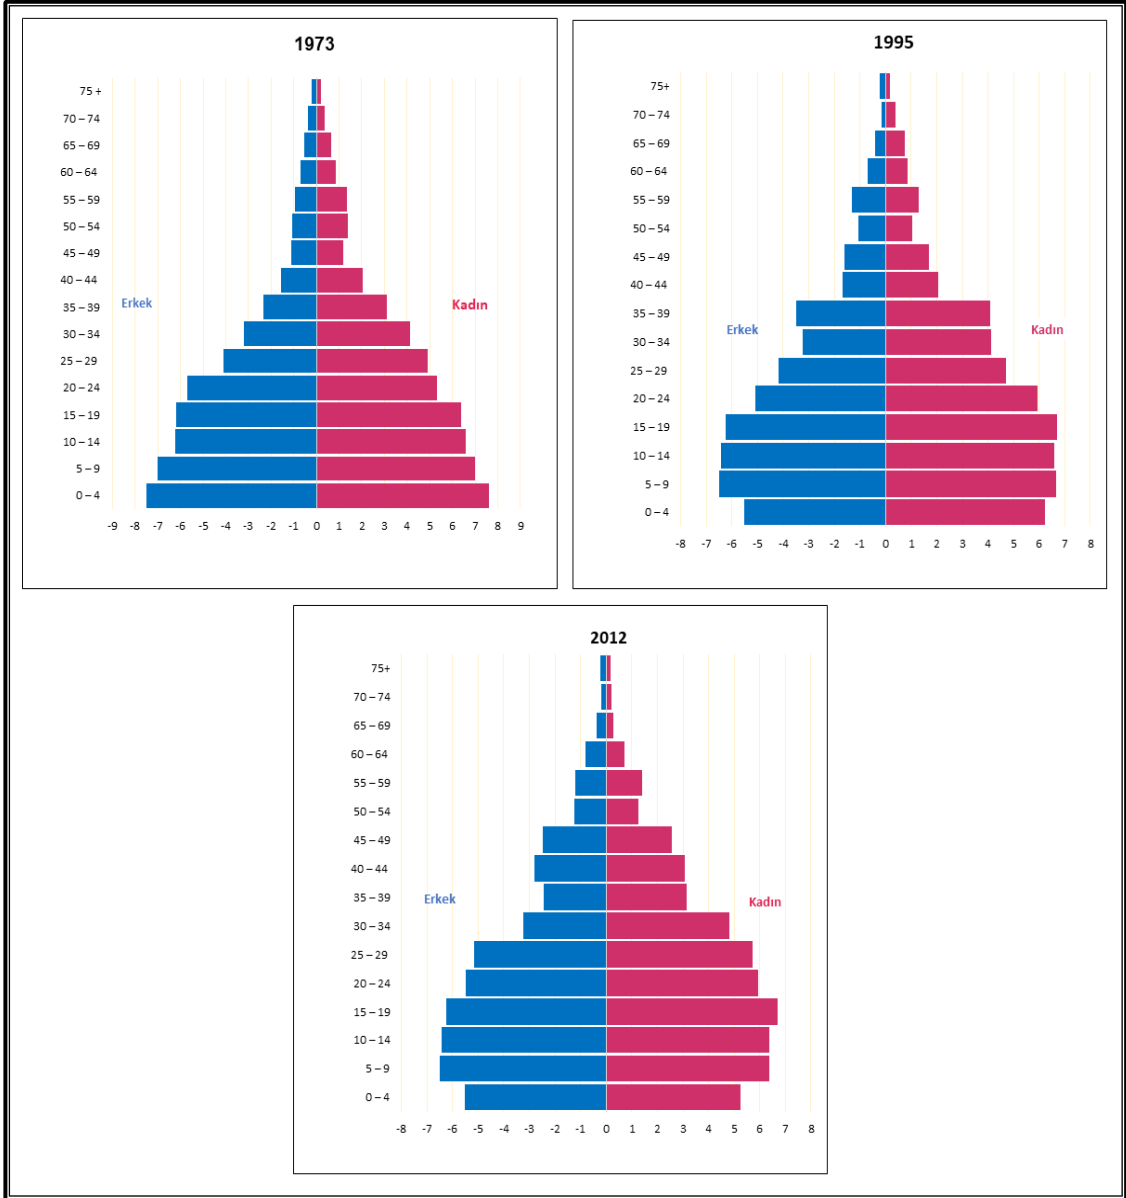 1973
75 +
70 – 74
65 – 69
60 – 64
55 – 59
50 – 54
45 – 49
40 – 44
35 – 39
30 – 34
25 – 29
20 – 24
15 – 19
10 – 14
5 – 9
0 – 4
Erkek
Kadın
-9 -8 -7 -6 -5 -4 -3 -2 -1 0 1 2 3 4 5 6 7 8 9
1995
75+
70 – 74
65 – 69
60 – 64
55 – 59
50 – 54
45 – 49
40 – 44
35 – 39
30 – 34
25 – 29
20 – 24
15 – 19
10 – 14
5 – 9
0 – 4
Erkek
Kadın
-8 -7 -6 -5 -4 -3 -2 -1 0 1 2 3 4 5 6 7 8
2012
75+
70 – 74
65 – 69
60 – 64
55 – 59
50 – 54
45 – 49
40 – 44
35 – 39
30 – 34
25 – 29
20 – 24
15 – 19
10 – 14
5 – 9
0 – 4
Erkek
Kadın
-8 -7 -6 -5 -4 -3 -2 -1 0 1 2 3 4 5 6 7 8